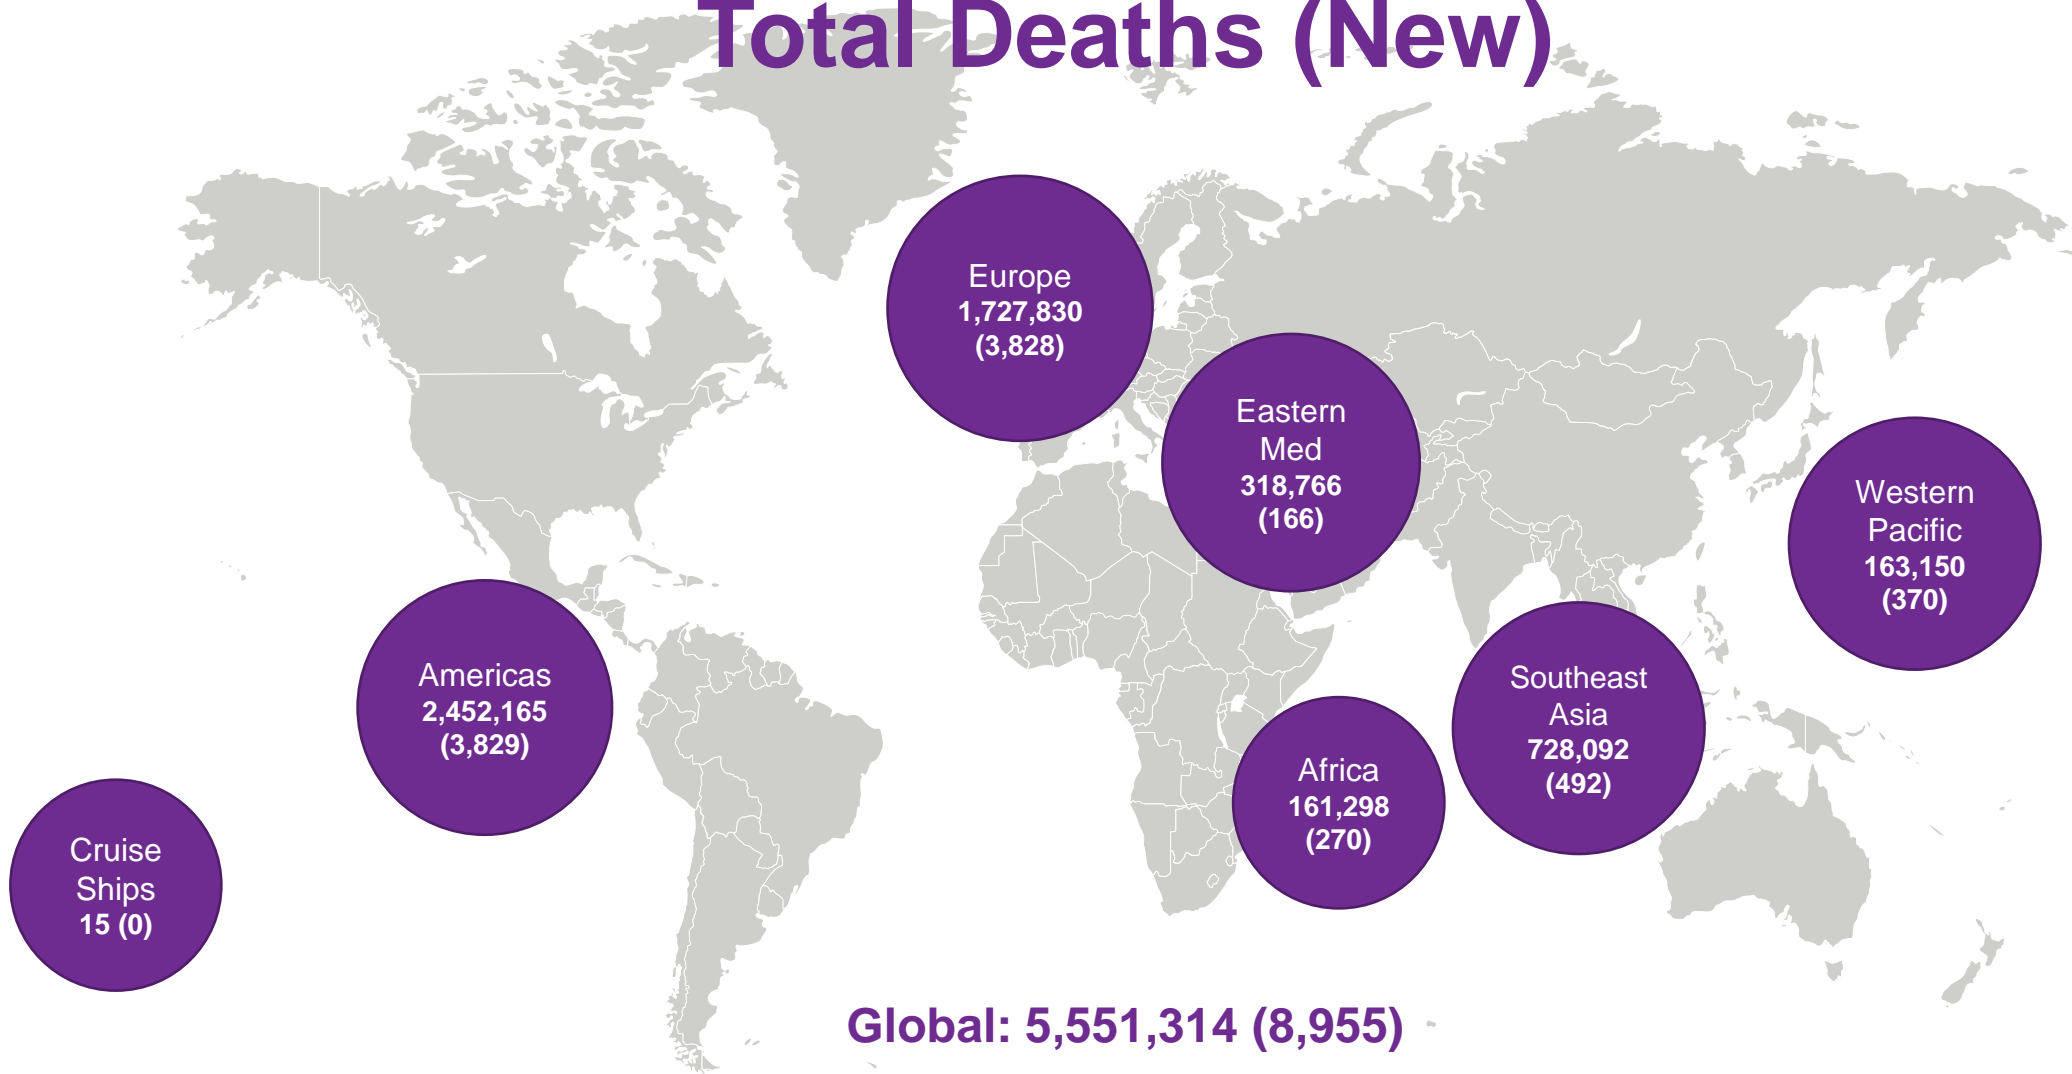 Total Deaths (New)
Europe
1,727,830
(3,828)
Eastern
Med
318,766
(166)
Western
Pacific
163,150
(370)
Americas
2,452,165
(3,829)
Southeast
Asia
728,092
(492)
Africa
161,298
(270)
Cruise
Ships
15 (0)
Global: 5,551,314 (8,955)